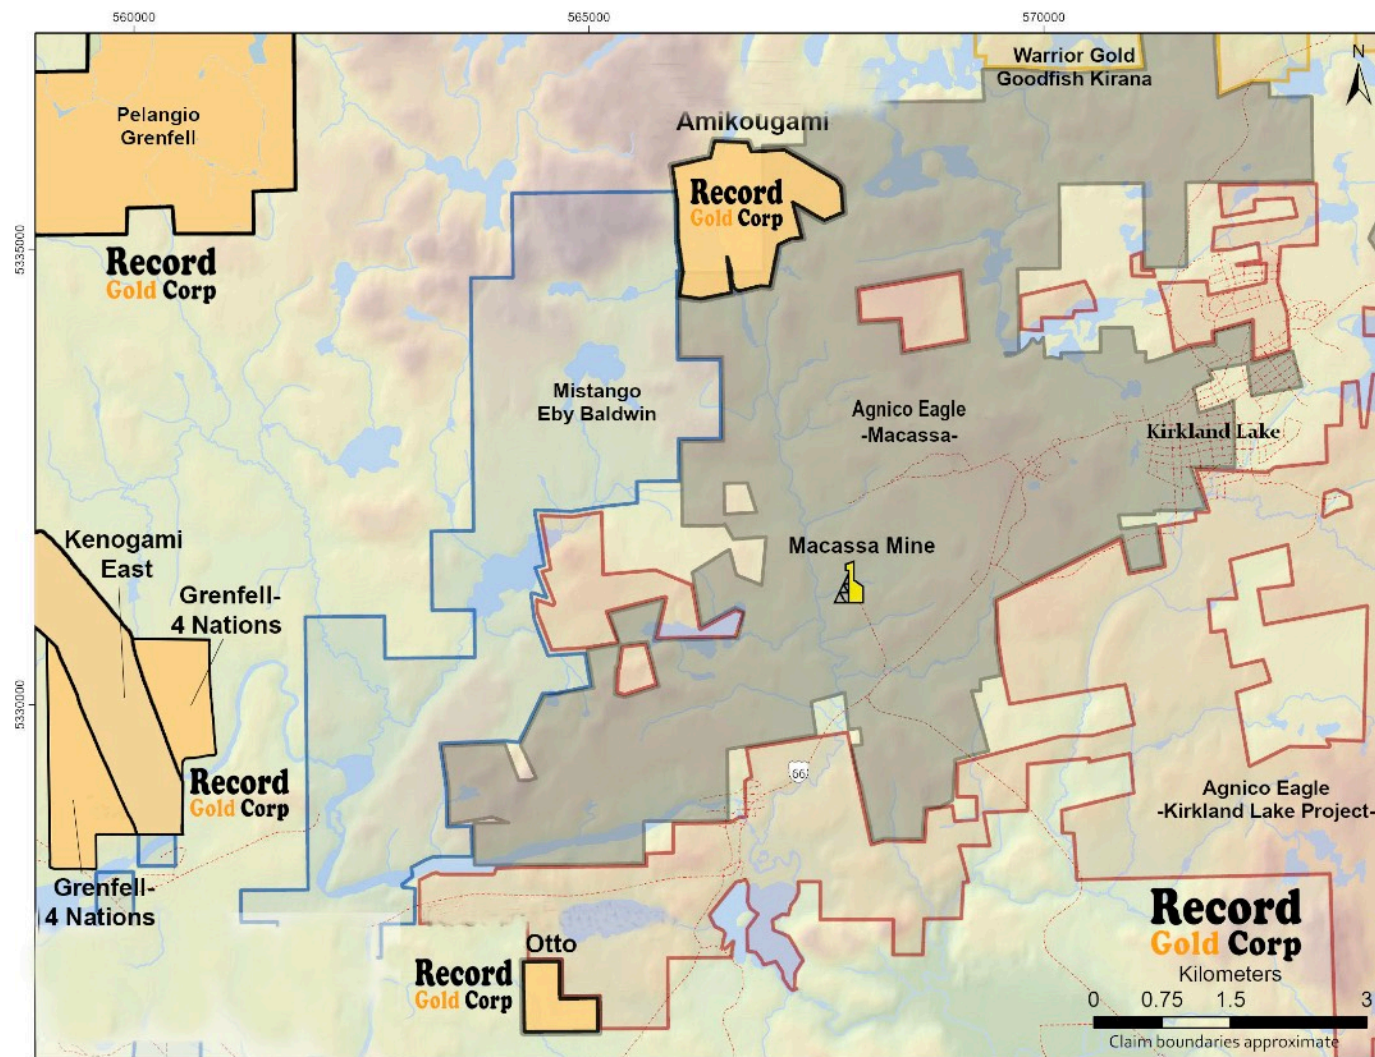 560000
565000
570000
Warrior Gold
Goodfish Kirana
N
Pelangio
Grenfell
Amikougami
Record
Gold Corp
5335000
Record
Gold Corp
Mistango
Eby Baldwin
Agnico Eagle
-Macassa-
Kirkland Lake
Kenogami
East
Macassa Mine
Grenfell-
4 Nations
5330000
66
Record
Gold Corp
Agnico Eagle
-Kirkland Lake Project-
Grenfell-
4 Nations
Record
Gold Corp
Otto
Record
Gold Corp
Kilometers
0 0.75 1.5 3
Claim boundaries approximate